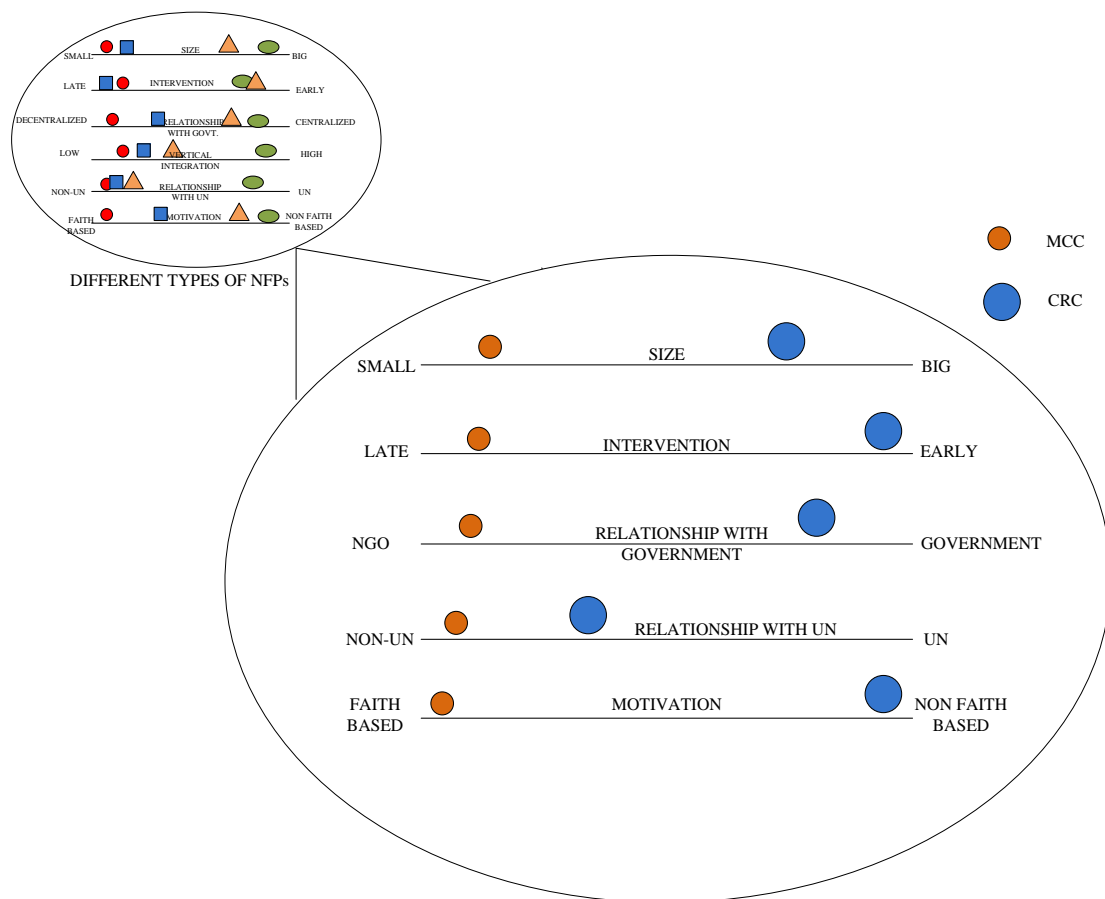 SMALL
SIZE
BIG
LATE
INTERVENTION
EARLY
DECENTRALIZED
RELATIONSHIP
WITH GOVT.
CENTRALIZED
LOW
VERTICAL
INTEGRATION
HIGH
NON-UN
RELATIONSHIP
WITH UN
UN
FAITH
BASED
MOTIVATION
NON FAITH
BASED
DIFFERENT TYPES OF NFPs
MCC
CRC
SMALL
SIZE
BIG
LATE
INTERVENTION
EARLY
NGO
RELATIONSHIP WITH
GOVERNMENT
GOVERNMENT
NON-UN
RELATIONSHIP WITH UN
UN
FAITH
BASED
MOTIVATION
NON FAITH
BASED